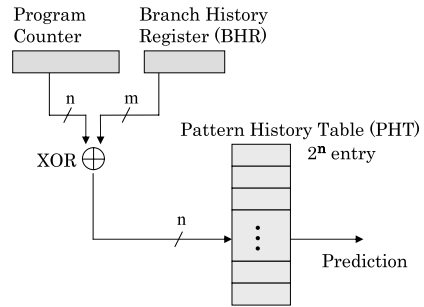 Program
Counter
Branch History
Register (BHR)
n
m
Pattern History Table (PHT)
2ⁿ entry
XOR
n
Prediction